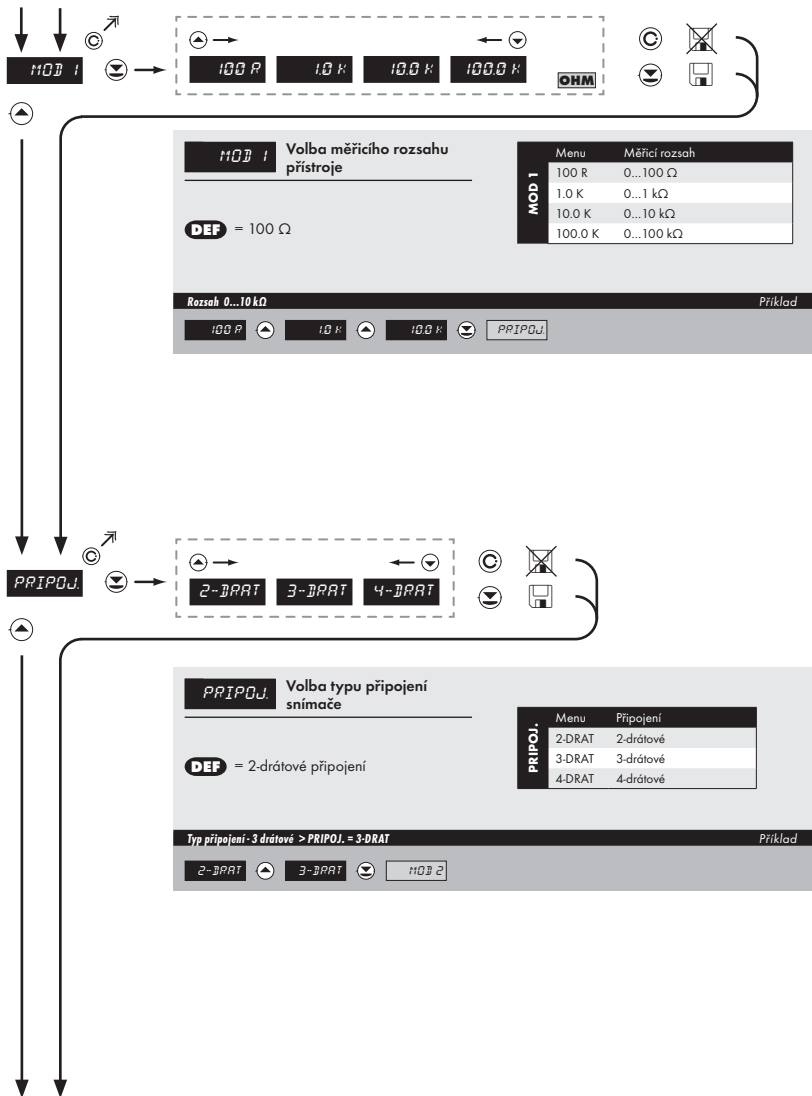 MOD 1
100 R 1.0 K 10.0 K 100.0 K OHM
MOD 1 Volba měřicího rozsahu
přístroje
DEF = 100 Ω
MOD 1
Menu Měřicí rozsah
100 R 0...100 Ω
1.0 K 0...1 kΩ
10.0 K 0...10 kΩ
100.0 K 0...100 kΩ
Rozsah 0...10 kΩ Příklad
100 R 1.0 K 10.0 K PRIPOJ.
PRIPOJ.
2-DRAT 3-DRAT 4-DRAT
PRIPOJ. Volba typu připojení
snímače
DEF = 2-drátové připojení
PRIPOJ.
Menu Připojení
2-DRAT 2-drátové
3-DRAT 3-drátové
4-DRAT 4-drátové
Typ připojení - 3 drátové > PRIPOJ. = 3-DRAT Příklad
2-DRAT 3-DRAT MOD 2